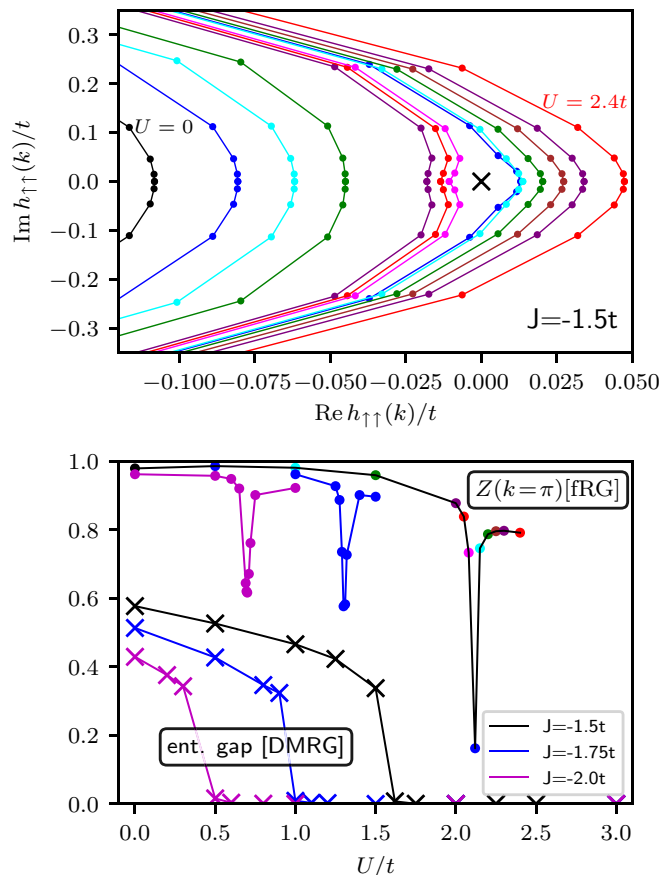 0.3
0.2
0.1
0.0
−0.1
−0.2
−0.3
Im h↑↑(k)/t
U = 0
U = 2.4t
J=-1.5t
−0.100 −0.075 −0.050 −0.025 0.000 0.025 0.050
Re h↑↑(k)/t
1.0
0.8
0.6
0.4
0.2
0.0
Z(k=π)[fRG]
ent. gap [DMRG]
J=-1.5t
J=-1.75t
J=-2.0t
0.0 0.5 1.0 1.5 2.0 2.5 3.0
U/t